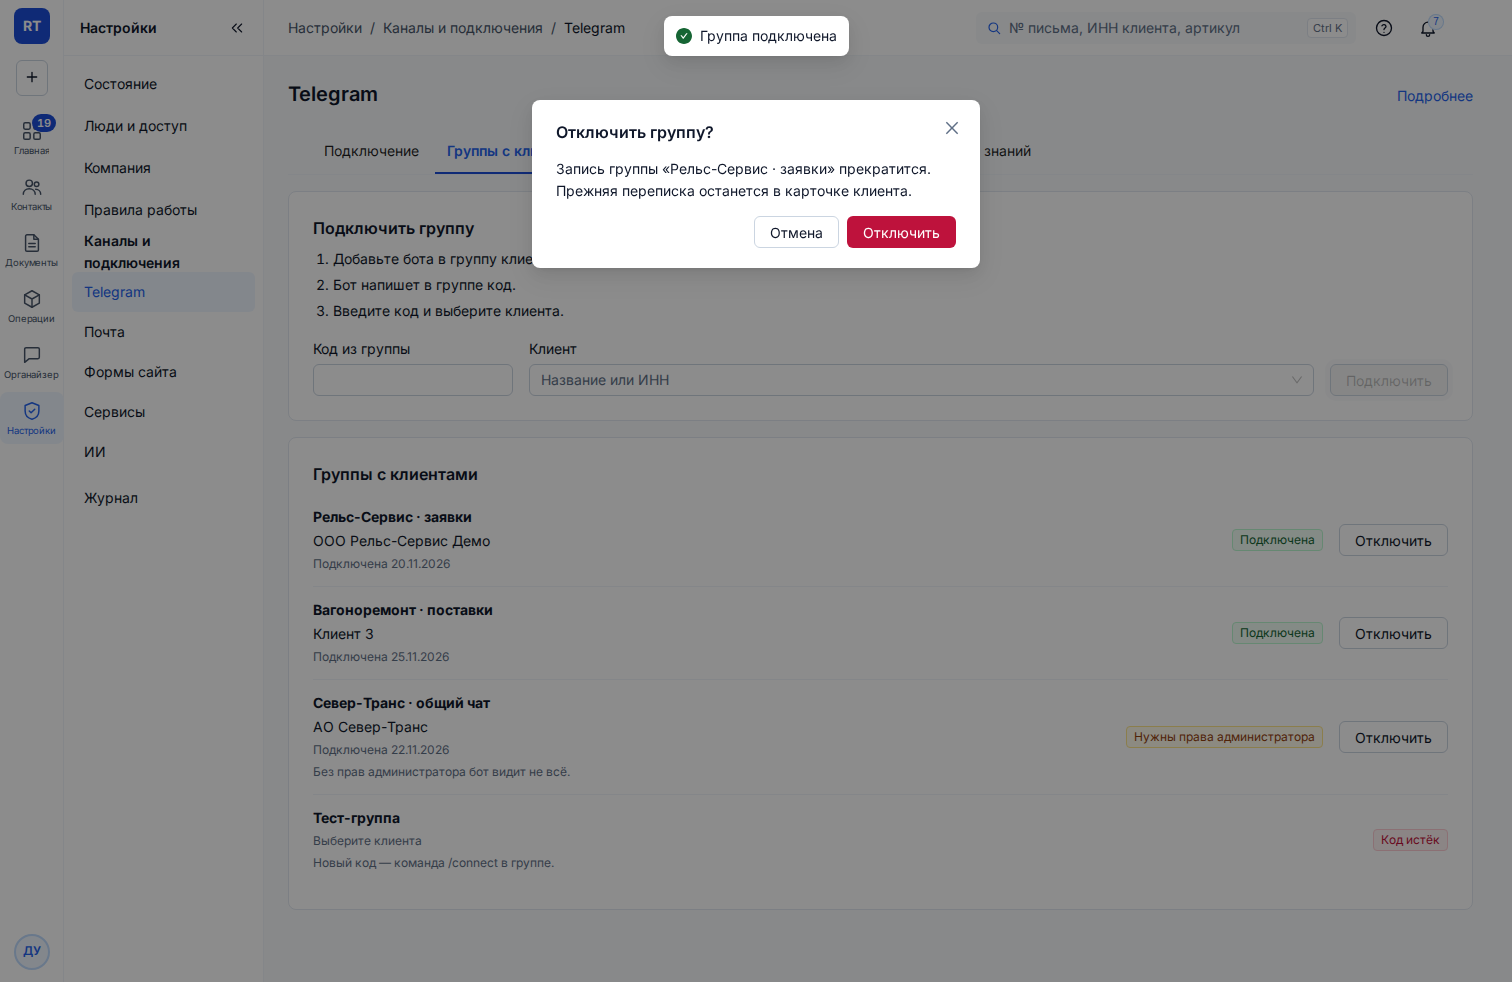 RT
Настройки
Настройки / Каналы и подключения / Telegram
Группа подключена
№ письма, ИНН клиента, артикул
Ctrl K
7
19
Главная
Контакты
Документы
Операции
Органайзер
Настройки
ДУ
Состояние
Люди и доступ
Компания
Правила работы
Каналы и
подключения
Telegram
Почта
Формы сайта
Сервисы
ИИ
Журнал
Telegram
Подробнее
Подключение
Группы с кли
знаний
Отключить группу?
Запись группы «Рельс-Сервис · заявки» прекратится.
Прежняя переписка останется в карточке клиента.
Отмена
Отключить
Подключить группу
1. Добавьте бота в группу клие
2. Бот напишет в группе код.
3. Введите код и выберите клиента.
Код из группы
Клиент
Название или ИНН
Подключить
Группы с клиентами
Рельс-Сервис · заявки
ООО Рельс-Сервис Демо
Подключена 20.11.2026
Подключена
Отключить
Вагоноремонт · поставки
Клиент 3
Подключена 25.11.2026
Подключена
Отключить
Север-Транс · общий чат
АО Север-Транс
Подключена 22.11.2026
Без прав администратора бот видит не всё.
Нужны права администратора
Отключить
Тест-группа
Выберите клиента
Новый код — команда /connect в группе.
Код истёк